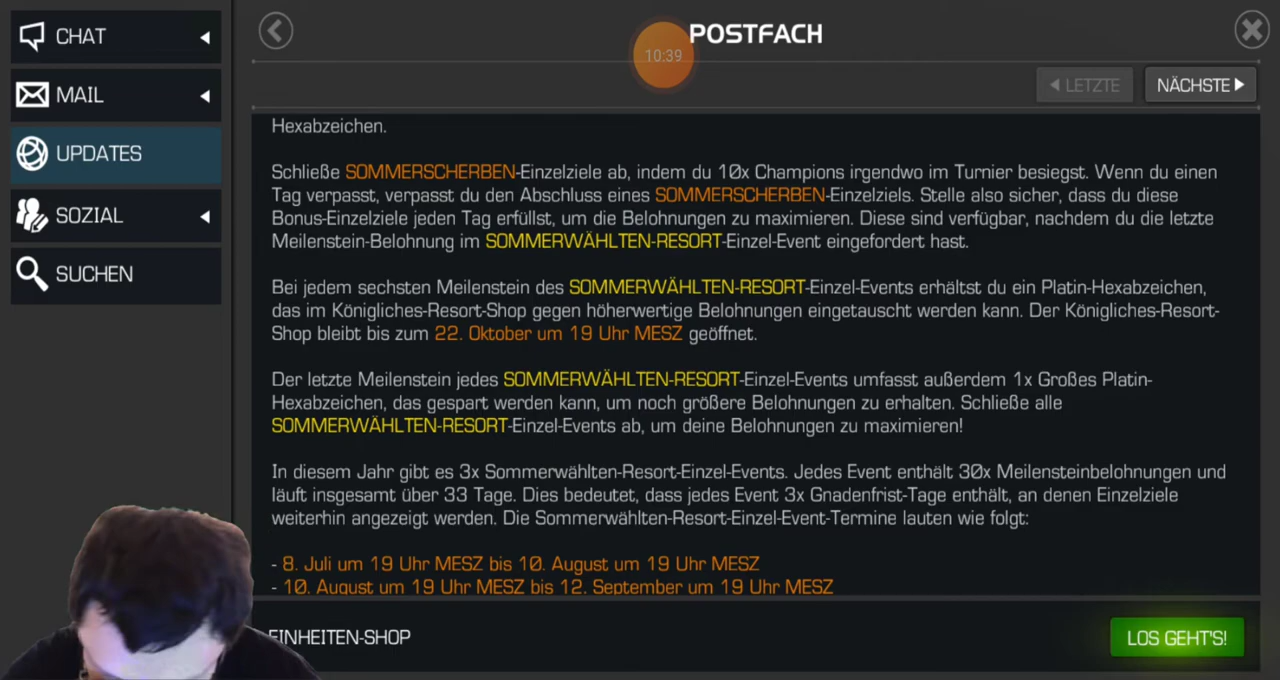 CHAT
MAIL
UPDATES
SOZIAL
SUCHEN
POSTFACH
10:39
LETZTE
NÄCHSTE
Hexabzeichen.
Schließe SOMMERSCHERBEN-Einzelziele ab, indem du 10x Champions irgendwo im Turnier besiegst. Wenn du einen
Tag verpasst, verpasst du den Abschluss eines SOMMERSCHERBEN-Einzelziels. Stelle also sicher, dass du diese
Bonus-Einzelziele jeden Tag erfüllst, um die Belohnungen zu maximieren. Diese sind verfügbar, nachdem du die letzte
Meilenstein-Belohnung im SOMMERWÄHLTEN-RESORT-Einzel-Event eingefordert hast.
Bei jedem sechsten Meilenstein des SOMMERWÄHLTEN-RESORT-Einzel-Events erhältst du ein Platin-Hexabzeichen,
das im Königliches-Resort-Shop gegen höherwertige Belohnungen eingetauscht werden kann. Der Königliches-Resort-
Shop bleibt bis zum 22. Oktober um 19 Uhr MESZ geöffnet.
Der letzte Meilenstein jedes SOMMERWÄHLTEN-RESORT-Einzel-Events umfasst außerdem 1x Großes Platin-
Hexabzeichen, das gespart werden kann, um noch größere Belohnungen zu erhalten. Schließe alle
SOMMERWÄHLTEN-RESORT-Einzel-Events ab, um deine Belohnungen zu maximieren!
In diesem Jahr gibt es 3x Sommerwählten-Resort-Einzel-Events. Jedes Event enthält 30x Meilensteinbelohnungen und
läuft insgesamt über 33 Tage. Dies bedeutet, dass jedes Event 3x Gnadenfrist-Tage enthält, an denen Einzelziele
weiterhin angezeigt werden. Die Sommerwählten-Resort-Einzel-Event-Termine lauten wie folgt:
- 8. Juli um 19 Uhr MESZ bis 10. August um 19 Uhr MESZ
- 10. August um 19 Uhr MESZ bis 12. September um 19 Uhr MESZ
EINHEITEN-SHOP
LOS GEHT'S!